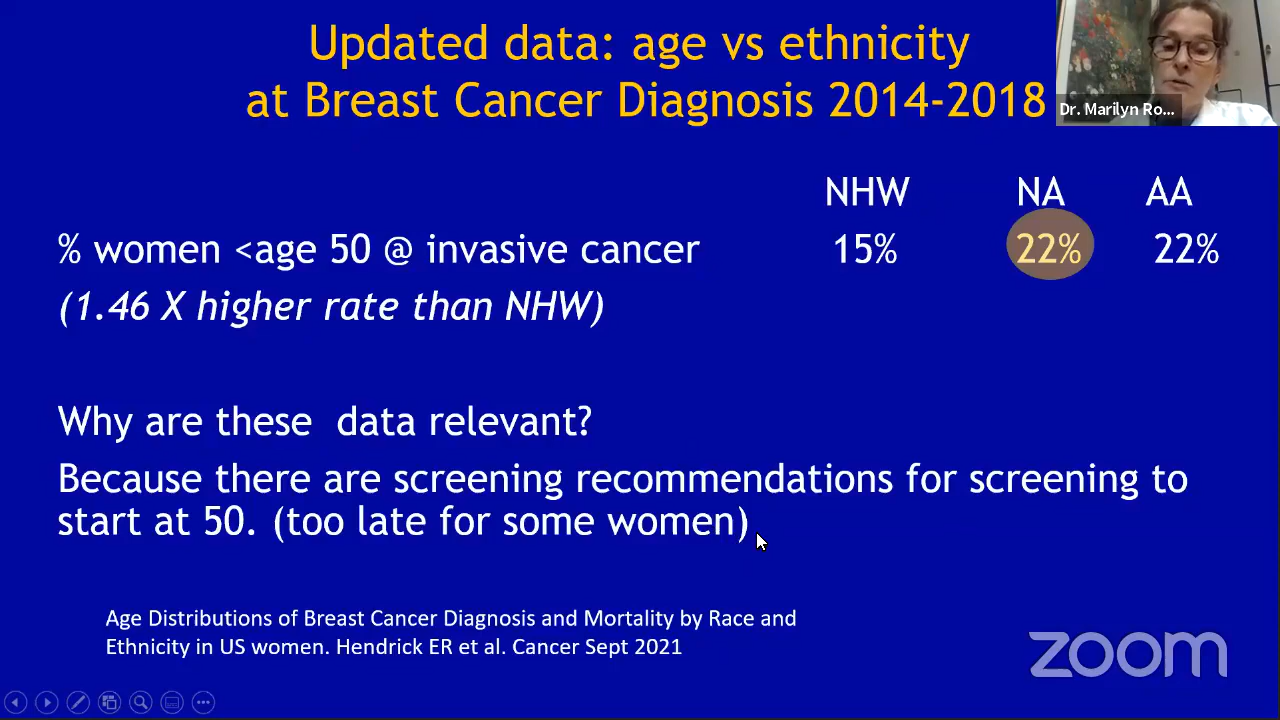 Updated data: age vs ethnicity
at Breast Cancer Diagnosis 2014-2018
Dr. Marilyn Ro...
NHW NA AA
% women <age 50 @ invasive cancer 15% 22% 22%
(1.46 X higher rate than NHW)
Why are these data relevant?
Because there are screening recommendations for screening to
start at 50. (too late for some women)
Age Distributions of Breast Cancer Diagnosis and Mortality by Race and
Ethnicity in US women. Hendrick ER et al. Cancer Sept 2021
zoom